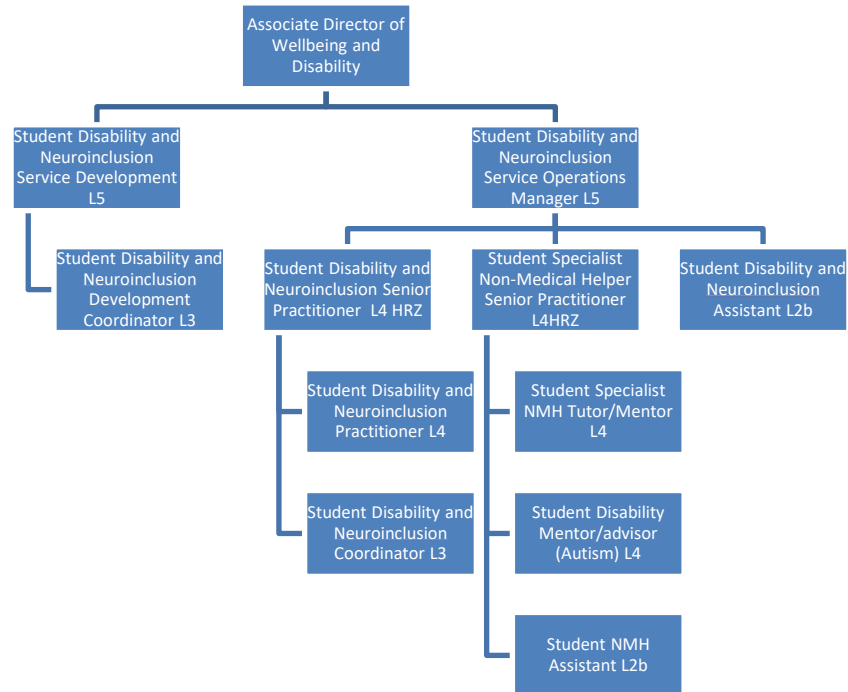 Associate Director of
Wellbeing and
Disability
Student Disability and
Neuroinclusion
Service Development
L5
Student Disability and
Neuroinclusion
Service Operations
Manager L5
Student Disability and
Neuroinclusion
Development
Coordinator L3
Student Disability and
Neuroinclusion Senior
Practitioner L4 HRZ
Student Specialist
Non-Medical Helper
Senior Practitioner
L4HRZ
Student Disability and
Neuroinclusion
Assistant L2b
Student Disability and
Neuroinclusion
Practitioner L4
Student Specialist
NMH Tutor/Mentor
L4
Student Disability and
Neuroinclusion
Coordinator L3
Student Disability
Mentor/advisor
(Autism) L4
Student NMH
Assistant L2b